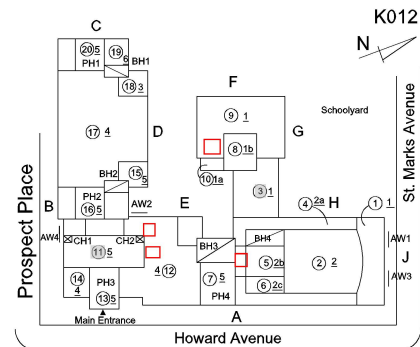 K012
N
C
20 5
19 6
BH1
PH1
18 3
F
9 1
Schoolyard
17 4
D
G
8 1b
St. Marks Avenue
Prospect Place
BH2
15 5
10 1a
3 1
PH2
16 5
AW2
B
E
4 2a
H
1 1
AW4
CH1
CH2
BH3
BH4
AW1
J
11 5
4 12
5 2b
2 2
AW3
14 4
PH3
7 5
6 2c
13 5
PH4
Main Entrance
A
Howard Avenue